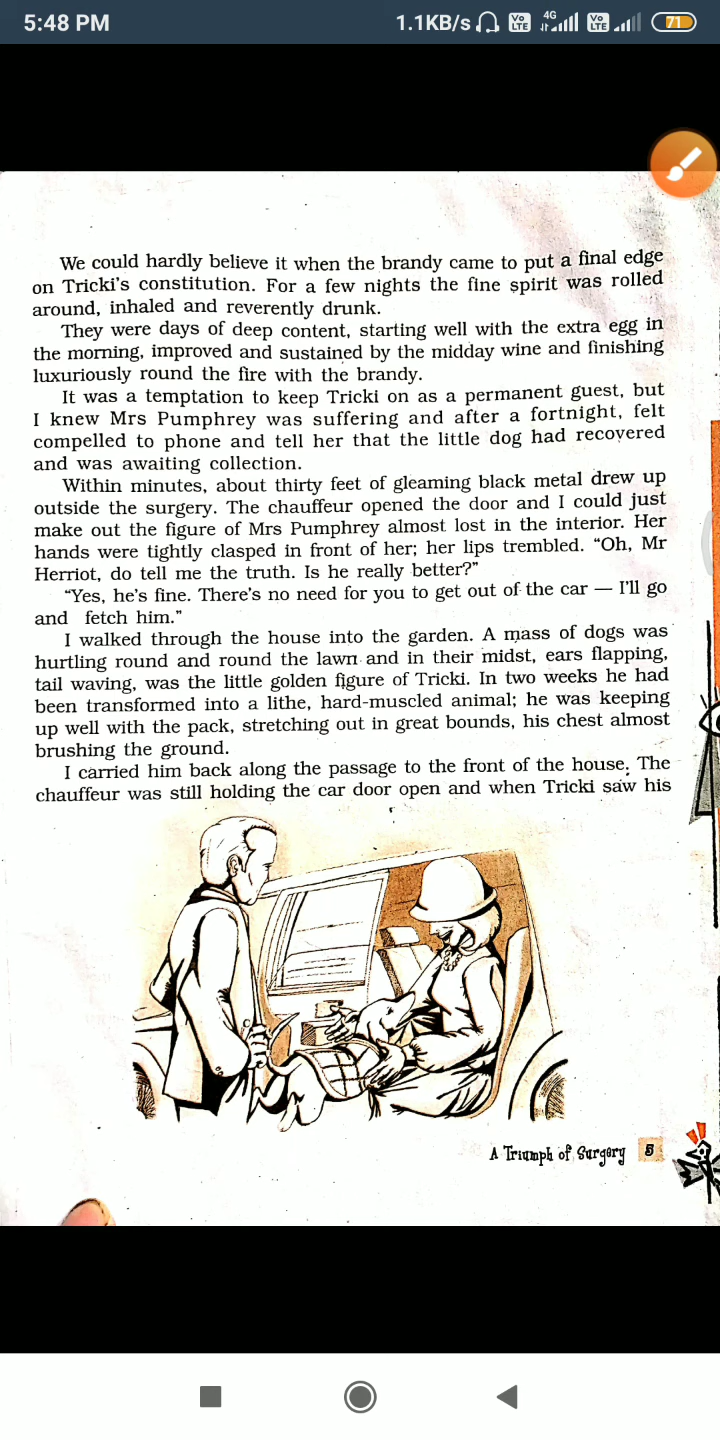 5:48 PM
1.1KB/s
Vo LTE
4G
Vo LTE
71
We could hardly believe it when the brandy came to put a final edge
on Tricki's constitution. For a few nights the fine spirit was rolled
around, inhaled and reverently drunk.
They were days of deep content, starting well with the extra egg in
the morning, improved and sustained by the midday wine and finishing
luxuriously round the fire with the brandy.
It was a temptation to keep Tricki on as a permanent guest, but
I knew Mrs Pumphrey was suffering and after a fortnight, felt
compelled to phone and tell her that the little dog had recovered
and was awaiting collection.
Within minutes, about thirty feet of gleaming black metal drew up
outside the surgery. The chauffeur opened the door and I could just
make out the figure of Mrs Pumphrey almost lost in the interior. Her
hands were tightly clasped in front of her; her lips trembled. “Oh, Mr
Herriot, do tell me the truth. Is he really better?”
“Yes, he's fine. There's no need for you to get out of the car — I'll go
and fetch him.”
I walked through the house into the garden. A mass of dogs was
hurtling round and round the lawn and in their midst, ears flapping,
tail waving, was the little golden figure of Tricki. In two weeks he had
been transformed into a lithe, hard-muscled animal; he was keeping
up well with the pack, stretching out in great bounds, his chest almost
brushing the ground.
I carried him back along the passage to the front of the house. The
chauffeur was still holding the car door open and when Tricki saw his
A Triumph of Surgery 5